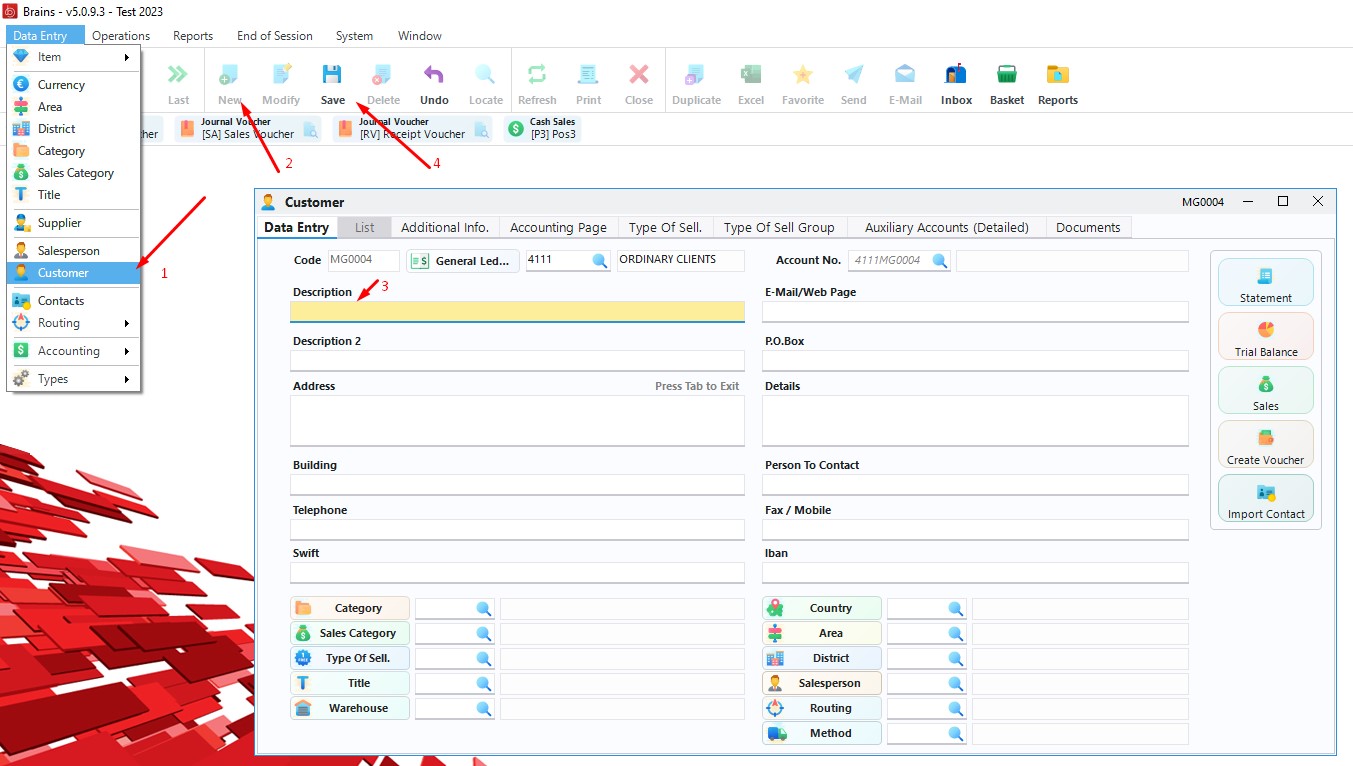 Brains - v5.0.9.3 - Test 2023
Data Entry Operations Reports End of Session System Window
Item
Currency
Area
District
Category
Sales Category
Title
Supplier
Salesperson
Customer
Contacts
Routing
Accounting
Types
Last New Modify Save Delete Undo Locate Refresh Print Close Duplicate Excel Favorite Send E-Mail Inbox Basket Reports
cher
Journal Voucher
[SA] Sales Voucher
Journal Voucher
[RV] Receipt Voucher
Cash Sales
[P3] Pos3
2
4
1
3
Customer MG0004
Data Entry List Additional Info. Accounting Page Type Of Sell. Type Of Sell Group Auxiliary Accounts (Detailed) Documents
Code MG0004 General Led... 4111 ORDINARY CLIENTS Account No. 4111MG0004
Description E-Mail/Web Page
Description 2 P.O.Box
Address Press Tab to Exit Details
Building Person To Contact
Telephone Fax / Mobile
Swift Iban
Category Country
Sales Category Area
Type Of Sell. District
Title Salesperson
Warehouse Routing
Method
Statement
Trial Balance
Sales
Create Voucher
Import Contact